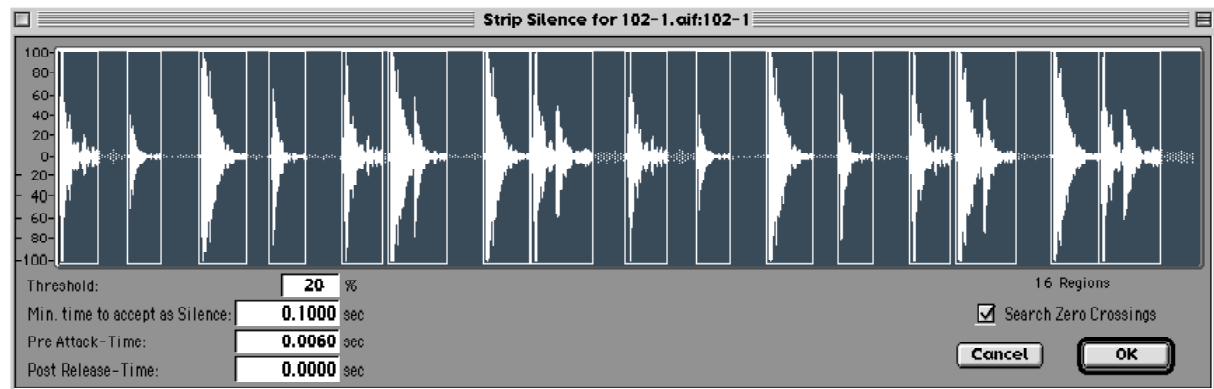 Strip Silence for 102-1.aif:102-1
100-
80-
60-
40-
20-
0-
- 20-
- 40-
- 60-
- 80-
-100-
Threshold: 20 %
16 Regions
Min. time to accept as Silence: 0.1000 sec
Search Zero Crossings
Pre Attack-Time: 0.0060 sec
Cancel OK
Post Release-Time: 0.0000 sec